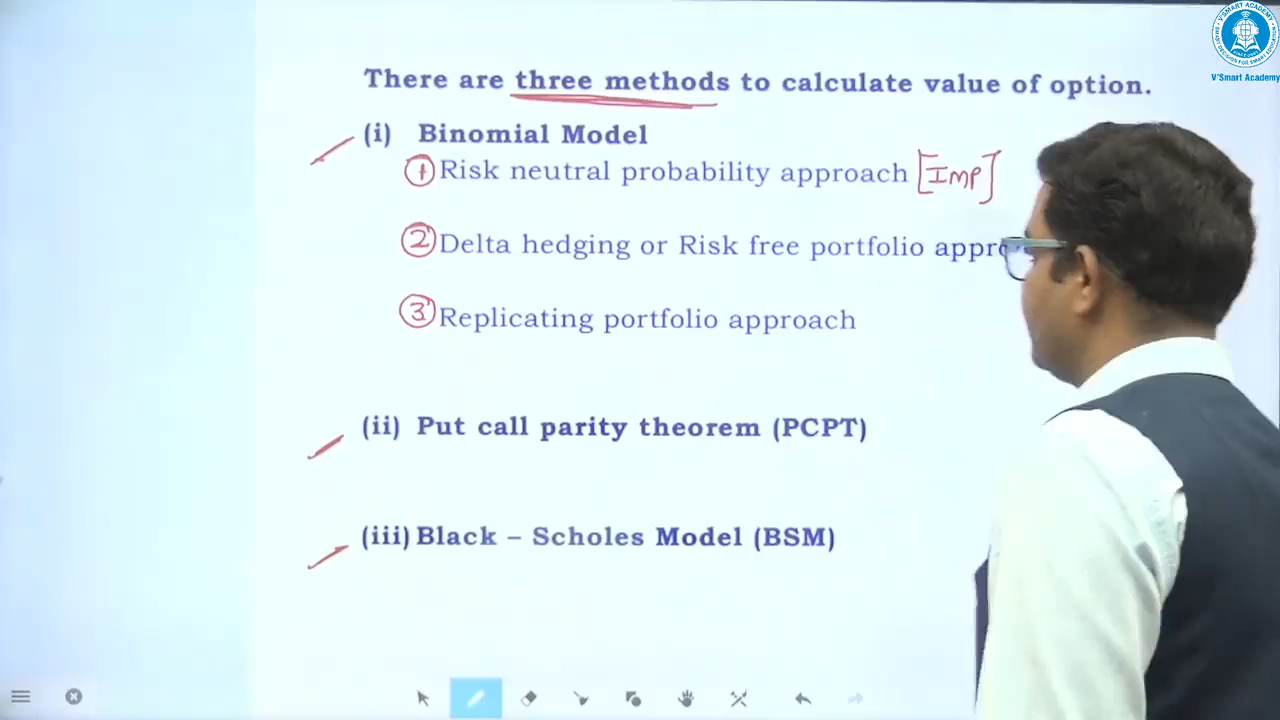 V'SMART ACADEMY
V'Smart Academy
There are three methods to calculate value of option.
(i) Binomial Model
1 Risk neutral probability approach [IMP]
2 Delta hedging or Risk free portfolio
3 Replicating portfolio approach
(ii) Put call parity theorem (PCPT)
(iii) Black – Scholes Model (BSM)